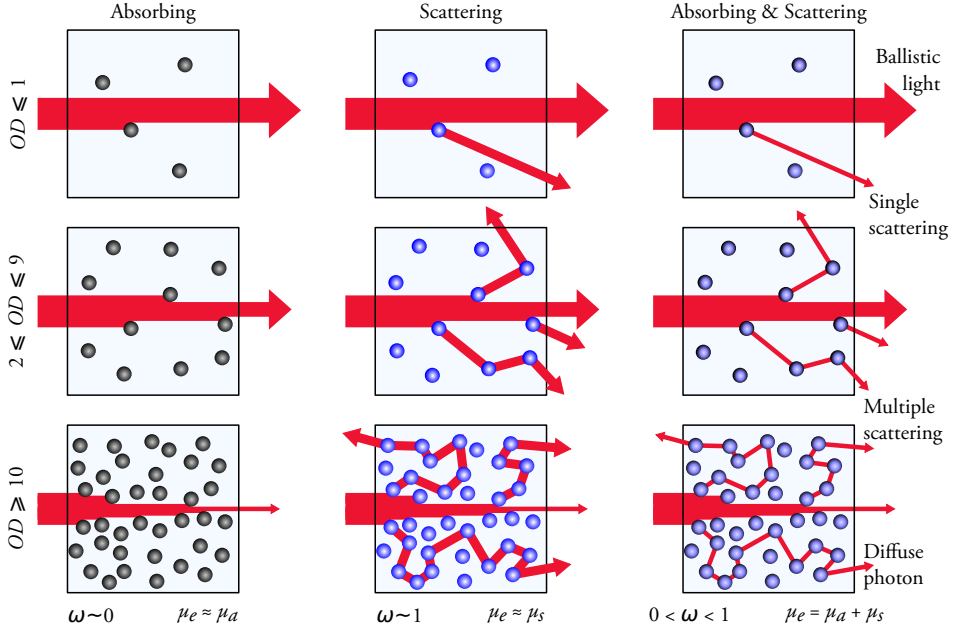 Absorbing
Scattering
Absorbing & Scattering
OD ⩽ 1
Ballistic
light
Single
scattering
2 ⩽ OD ⩽ 9
Multiple
scattering
OD ⩾ 10
Diffuse
photon
ω~0
μₑ ≈ μₐ
ω~1
μₑ ≈ μₛ
0 < ω < 1
μₑ = μₐ + μₛ